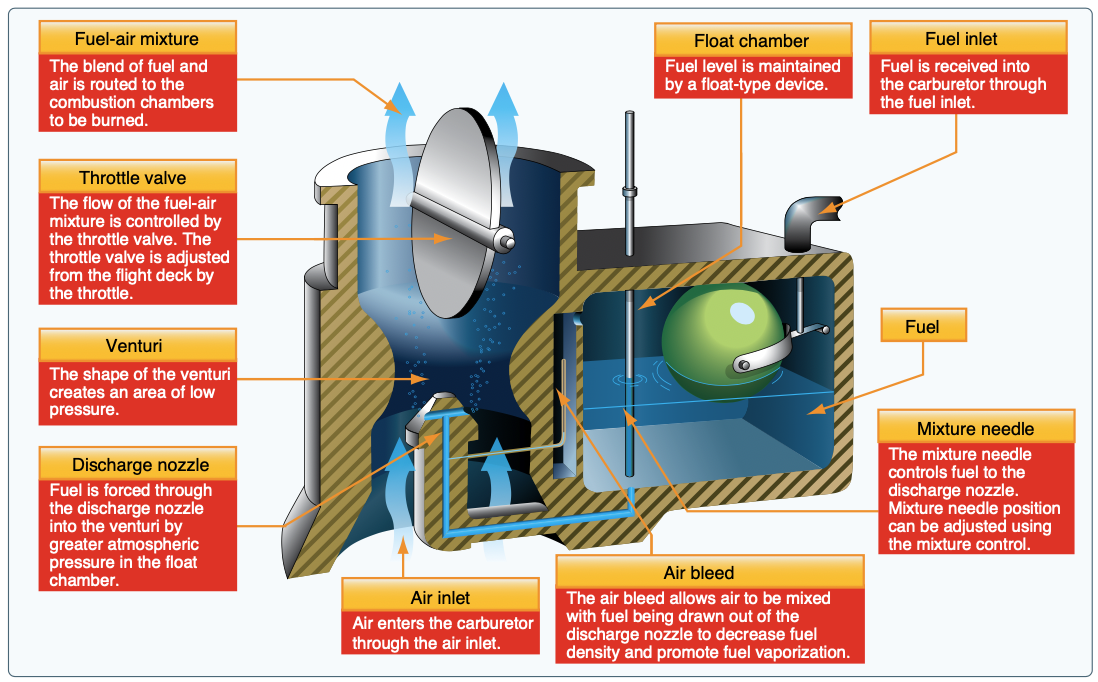 Fuel-air mixture
The blend of fuel and
air is routed to the
combustion chambers
to be burned.
Throttle valve
The flow of the fuel-air
mixture is controlled by
the throttle valve. The
throttle valve is adjusted
from the flight deck by
the throttle.
Venturi
The shape of the venturi
creates an area of low
pressure.
Discharge nozzle
Fuel is forced through
the discharge nozzle
into the venturi by
greater atmospheric
pressure in the float
chamber.
Air inlet
Air enters the carburetor
through the air inlet.
Float chamber
Fuel level is maintained
by a float-type device.
Fuel inlet
Fuel is received into
the carburetor through
the fuel inlet.
Fuel
Mixture needle
The mixture needle
controls fuel to the
discharge nozzle.
Mixture needle position
can be adjusted using
the mixture control.
Air bleed
The air bleed allows air to be mixed
with fuel being drawn out of the
discharge nozzle to decrease fuel
density and promote fuel vaporization.